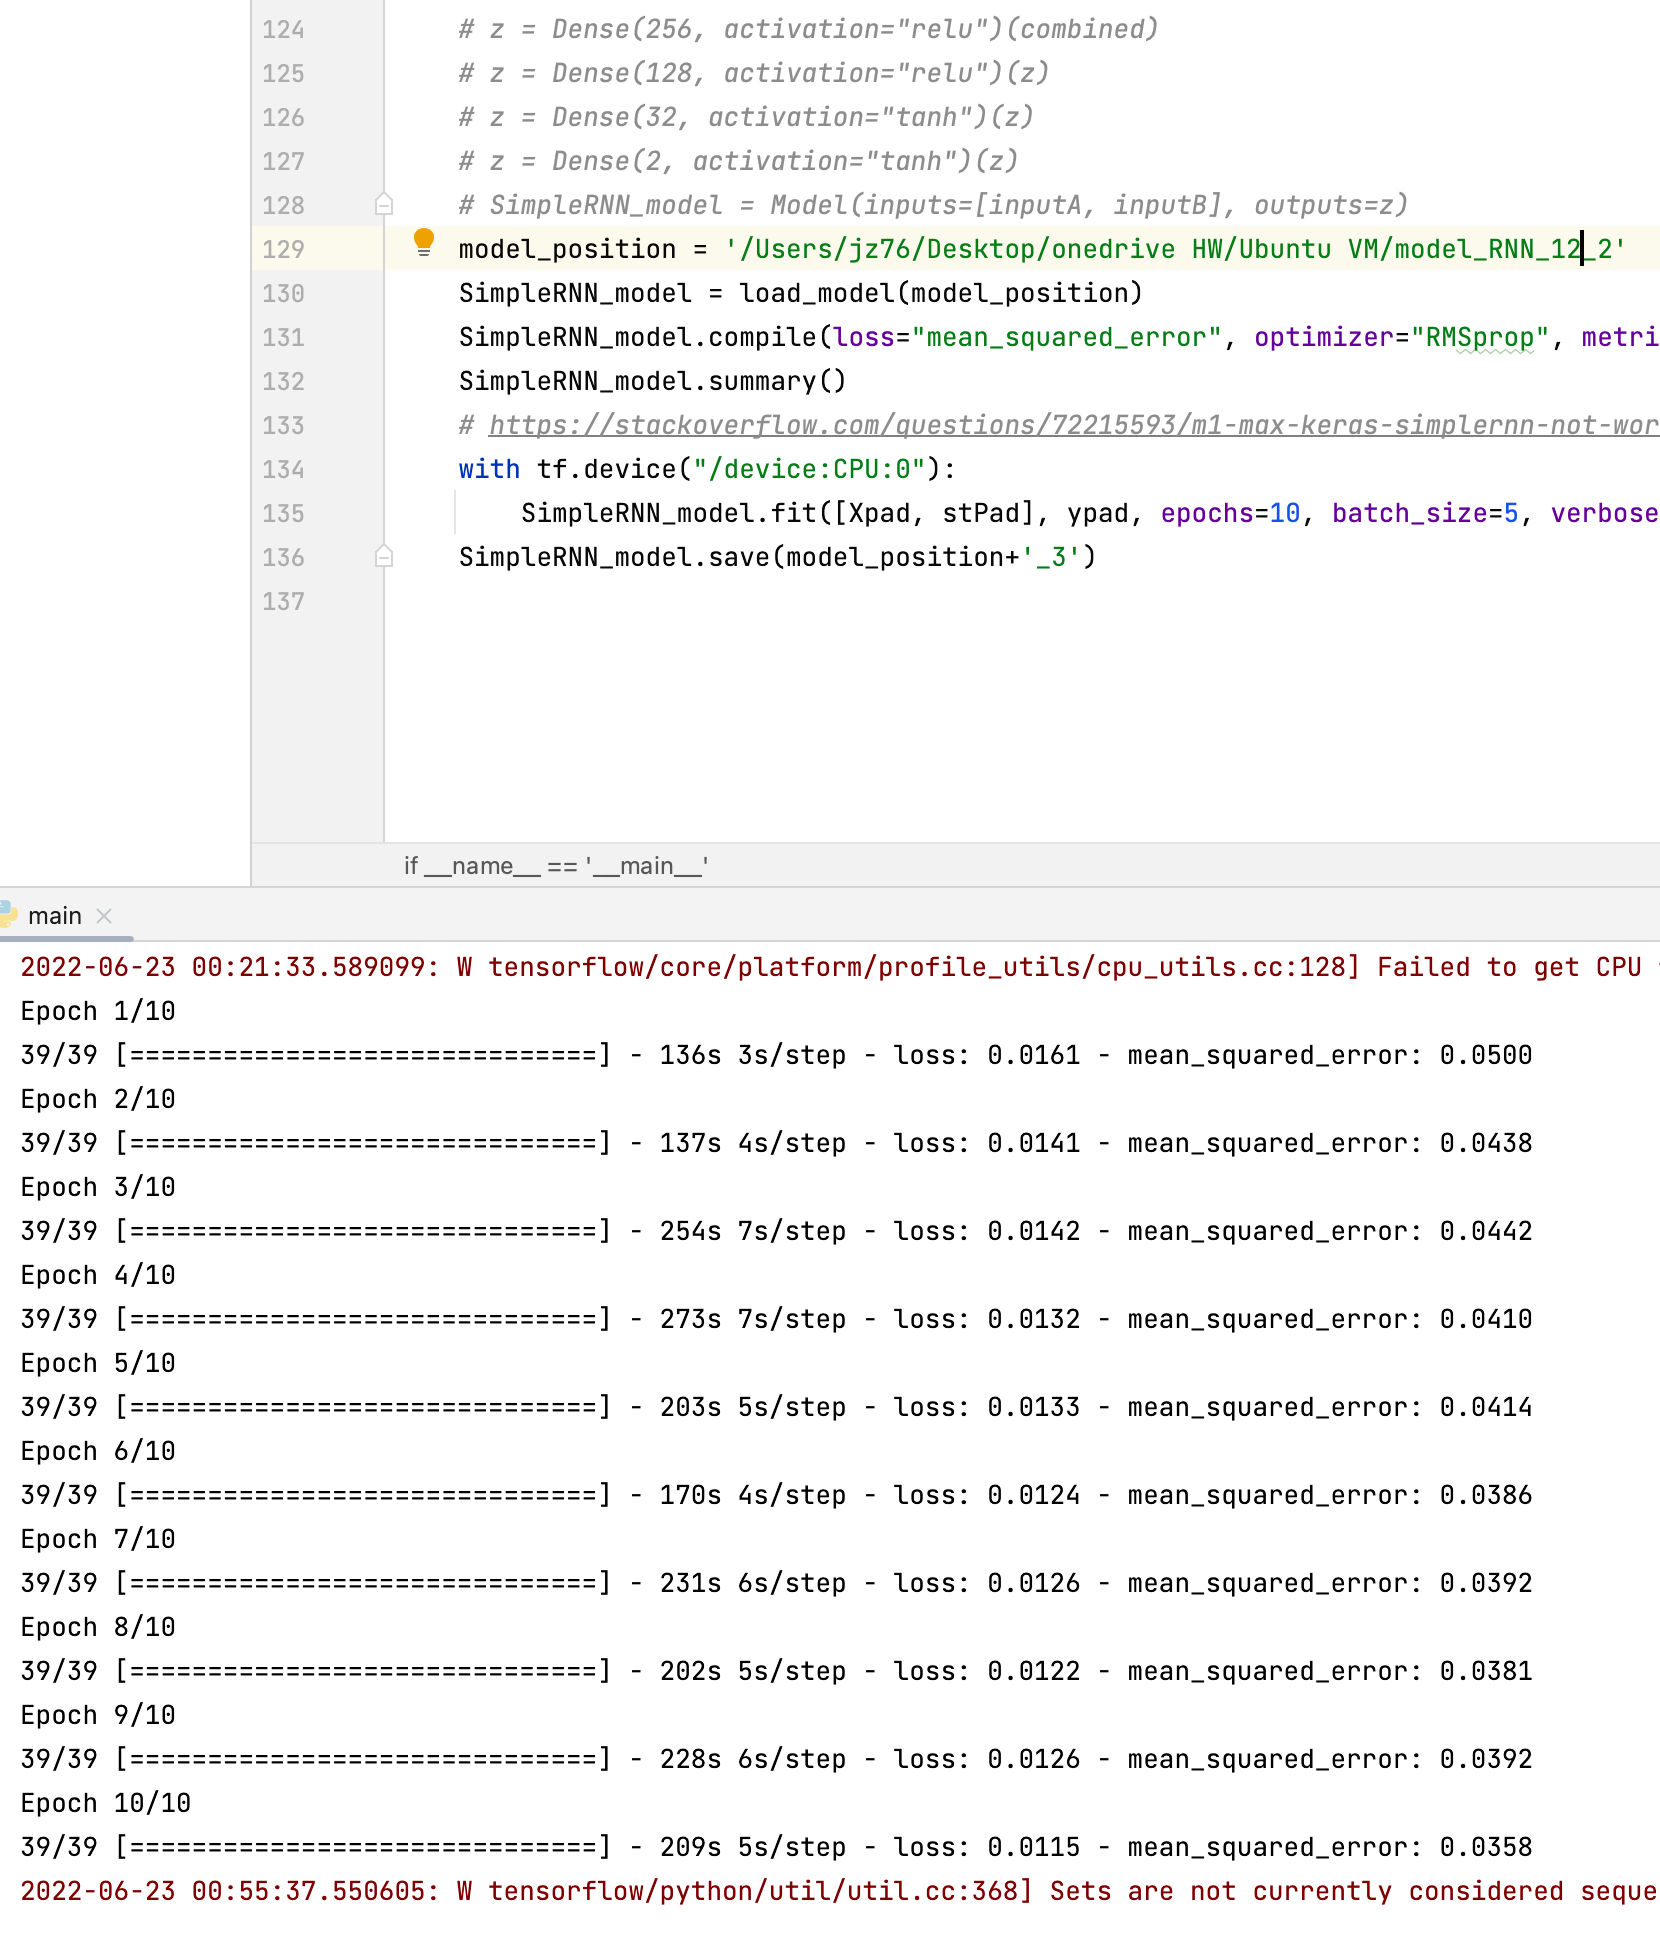 124 # z = Dense(256, activation="relu")(combined)
125 # z = Dense(128, activation="relu")(z)
126 # z = Dense(32, activation="tanh")(z)
127 # z = Dense(2, activation="tanh")(z)
128 # SimpleRNN_model = Model(inputs=[inputA, inputB], outputs=z)
129 model_position = '/Users/jz76/Desktop/onedrive HW/Ubuntu VM/model_RNN_12_2'
130 SimpleRNN_model = load_model(model_position)
131 SimpleRNN_model.compile(loss="mean_squared_error", optimizer="RMSprop", metri
132 SimpleRNN_model.summary()
133 # https://stackoverflow.com/questions/72215593/m1-max-keras-simplernn-not-wor
134 with tf.device("/device:CPU:0"):
135 SimpleRNN_model.fit([Xpad, stPad], ypad, epochs=10, batch_size=5, verbose
136 SimpleRNN_model.save(model_position+'_3')
137
if __name__ == '__main__'
main
2022-06-23 00:21:33.589099: W tensorflow/core/platform/profile_utils/cpu_utils.cc:128] Failed to get CPU
Epoch 1/10
39/39 [==============================] - 136s 3s/step - loss: 0.0161 - mean_squared_error: 0.0500
Epoch 2/10
39/39 [==============================] - 137s 4s/step - loss: 0.0141 - mean_squared_error: 0.0438
Epoch 3/10
39/39 [==============================] - 254s 7s/step - loss: 0.0142 - mean_squared_error: 0.0442
Epoch 4/10
39/39 [==============================] - 273s 7s/step - loss: 0.0132 - mean_squared_error: 0.0410
Epoch 5/10
39/39 [==============================] - 203s 5s/step - loss: 0.0133 - mean_squared_error: 0.0414
Epoch 6/10
39/39 [==============================] - 170s 4s/step - loss: 0.0124 - mean_squared_error: 0.0386
Epoch 7/10
39/39 [==============================] - 231s 6s/step - loss: 0.0126 - mean_squared_error: 0.0392
Epoch 8/10
39/39 [==============================] - 202s 5s/step - loss: 0.0122 - mean_squared_error: 0.0381
Epoch 9/10
39/39 [==============================] - 228s 6s/step - loss: 0.0126 - mean_squared_error: 0.0392
Epoch 10/10
39/39 [==============================] - 209s 5s/step - loss: 0.0115 - mean_squared_error: 0.0358
2022-06-23 00:55:37.550605: W tensorflow/python/util/util.cc:368] Sets are not currently considered seque